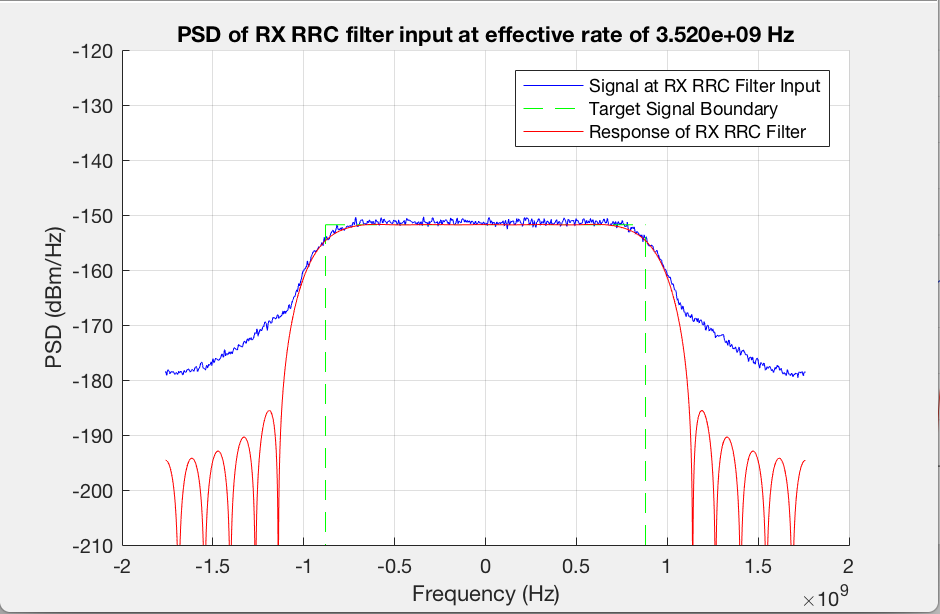 PSD of RX RRC filter input at effective rate of 3.520e+09 Hz
-120
-130
-140
-150
-160
-170
-180
-190
-200
-210
PSD (dBm/Hz)
Signal at RX RRC Filter Input
Target Signal Boundary
Response of RX RRC Filter
-2 -1.5 -1 -0.5 0 0.5 1 1.5 2
Frequency (Hz)
×10⁹